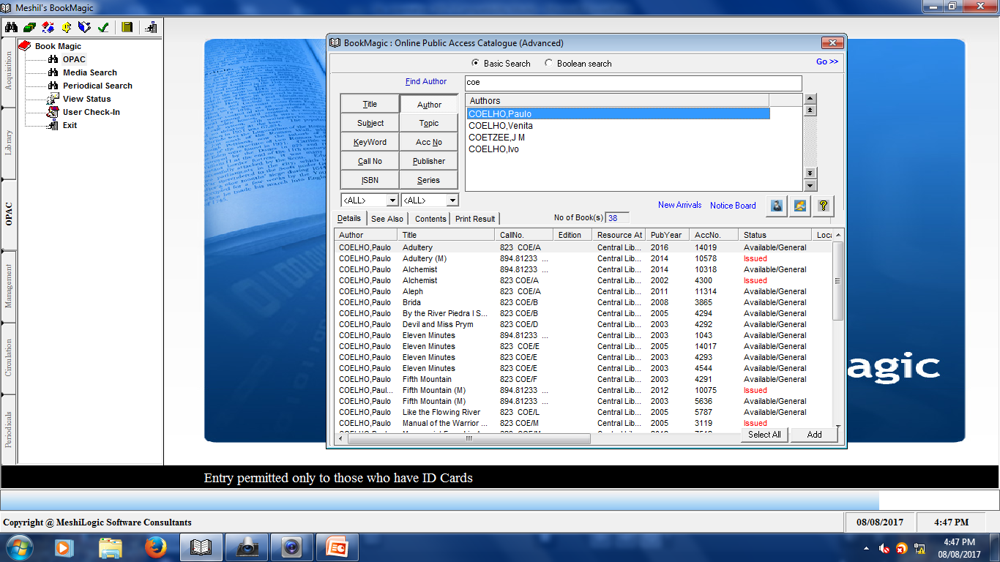 Meshil's BookMagic
Acquisition
Library
OPAC
Management
Circulation
Periodicals
Book Magic
OPAC
Media Search
Periodical Search
View Status
User Check-In
Exit
BookMagic : Online Public Access Catalogue (Advanced)
Basic Search Boolean search Go >>
Find Author coe
Title Author
Subject Topic
KeyWord Acc No
Call No Publisher
ISBN Series
<ALL> <ALL>
Authors
COELHO,Paulo
COELHO,Venita
COETZEE,J M
COELHO,Ivo
New Arrivals Notice Board
Details See Also Contents Print Result No of Book(s) 38
Author Title CallNo. Edition Resource At PubYear AccNo. Status Loca
COELHO,Paulo Adultery 823 COE/A Central Lib... 2016 14019 Available/General
COELHO,Paulo Adultery (M) 894.81233 ... Central Lib... 2014 10578 Issued
COELHO,Paulo Alchemist 894.81233 ... Central Lib... 2014 10318 Available/General
COELHO,Paulo Alchemist 823 COE/A Central Lib... 2002 4300 Issued
COELHO,Paulo Aleph 823 COE/A Central Lib... 2011 11314 Available/General
COELHO,Paulo Brida 823 COE/B Central Lib... 2008 3865 Available/General
COELHO,Paulo By the River Piedra I S... 823 COE/B Central Lib... 2005 4294 Available/General
COELHO,Paulo Devil and Miss Prym 823 COE/D Central Lib... 2003 4292 Available/General
COELHO,Paulo Eleven Minutes 894.81233 ... Central Lib... 2003 1043 Available/General
COELHO,Paulo Eleven Minutes 823 COE/E Central Lib... 2005 14017 Available/General
COELHO,Paulo Eleven Minutes 823 COE/E Central Lib... 2003 4293 Available/General
COELHO,Paulo Eleven Minutes 823 COE/E Central Lib... 2003 4544 Available/General
COELHO,Paulo Fifth Mountain 823 COE/F Central Lib... 2003 4291 Available/General
COELHO,Paul... Fifth Mountain (M) 894.81233 ... Central Lib... 2012 10075 Issued
COELHO,Paulo Fifth Mountain (M) 894.81233 ... Central Lib... 2003 5636 Available/General
COELHO,Paulo Like the Flowing River 823 COE/L Central Lib... 2005 5787 Available/General
COELHO,Paulo Manual of the Warrior ... 823 COE/M Central Lib... 2005 3119 Issued
Select All Add
agic
Entry permitted only to those who have ID Cards
Copyright @ MeshiLogic Software Consultants 08/08/2017 4:47 PM
4:47 PM
08/08/2017